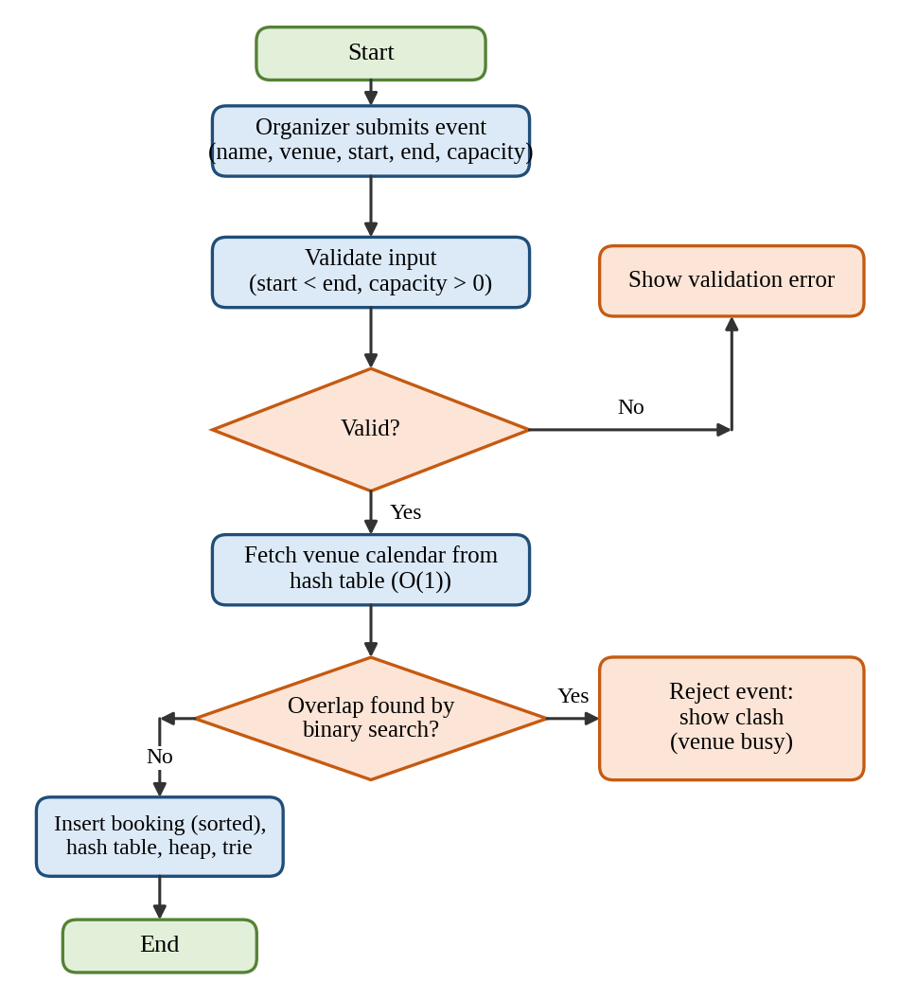 Start
Organizer submits event
(name, venue, start, end, capacity)
Validate input
(start < end, capacity > 0)
Show validation error
Valid?
No
Yes
Fetch venue calendar from
hash table (O(1))
Overlap found by
binary search?
Yes
Reject event:
show clash
(venue busy)
No
Insert booking (sorted),
hash table, heap, trie
End